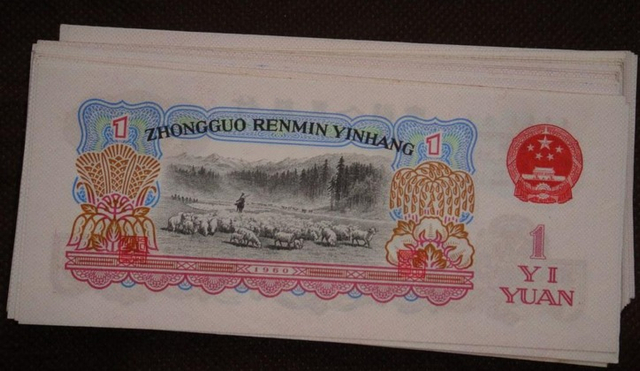 1
ZHONGGUO RENMIN YINHANG
1
1960
1
YI
YUAN